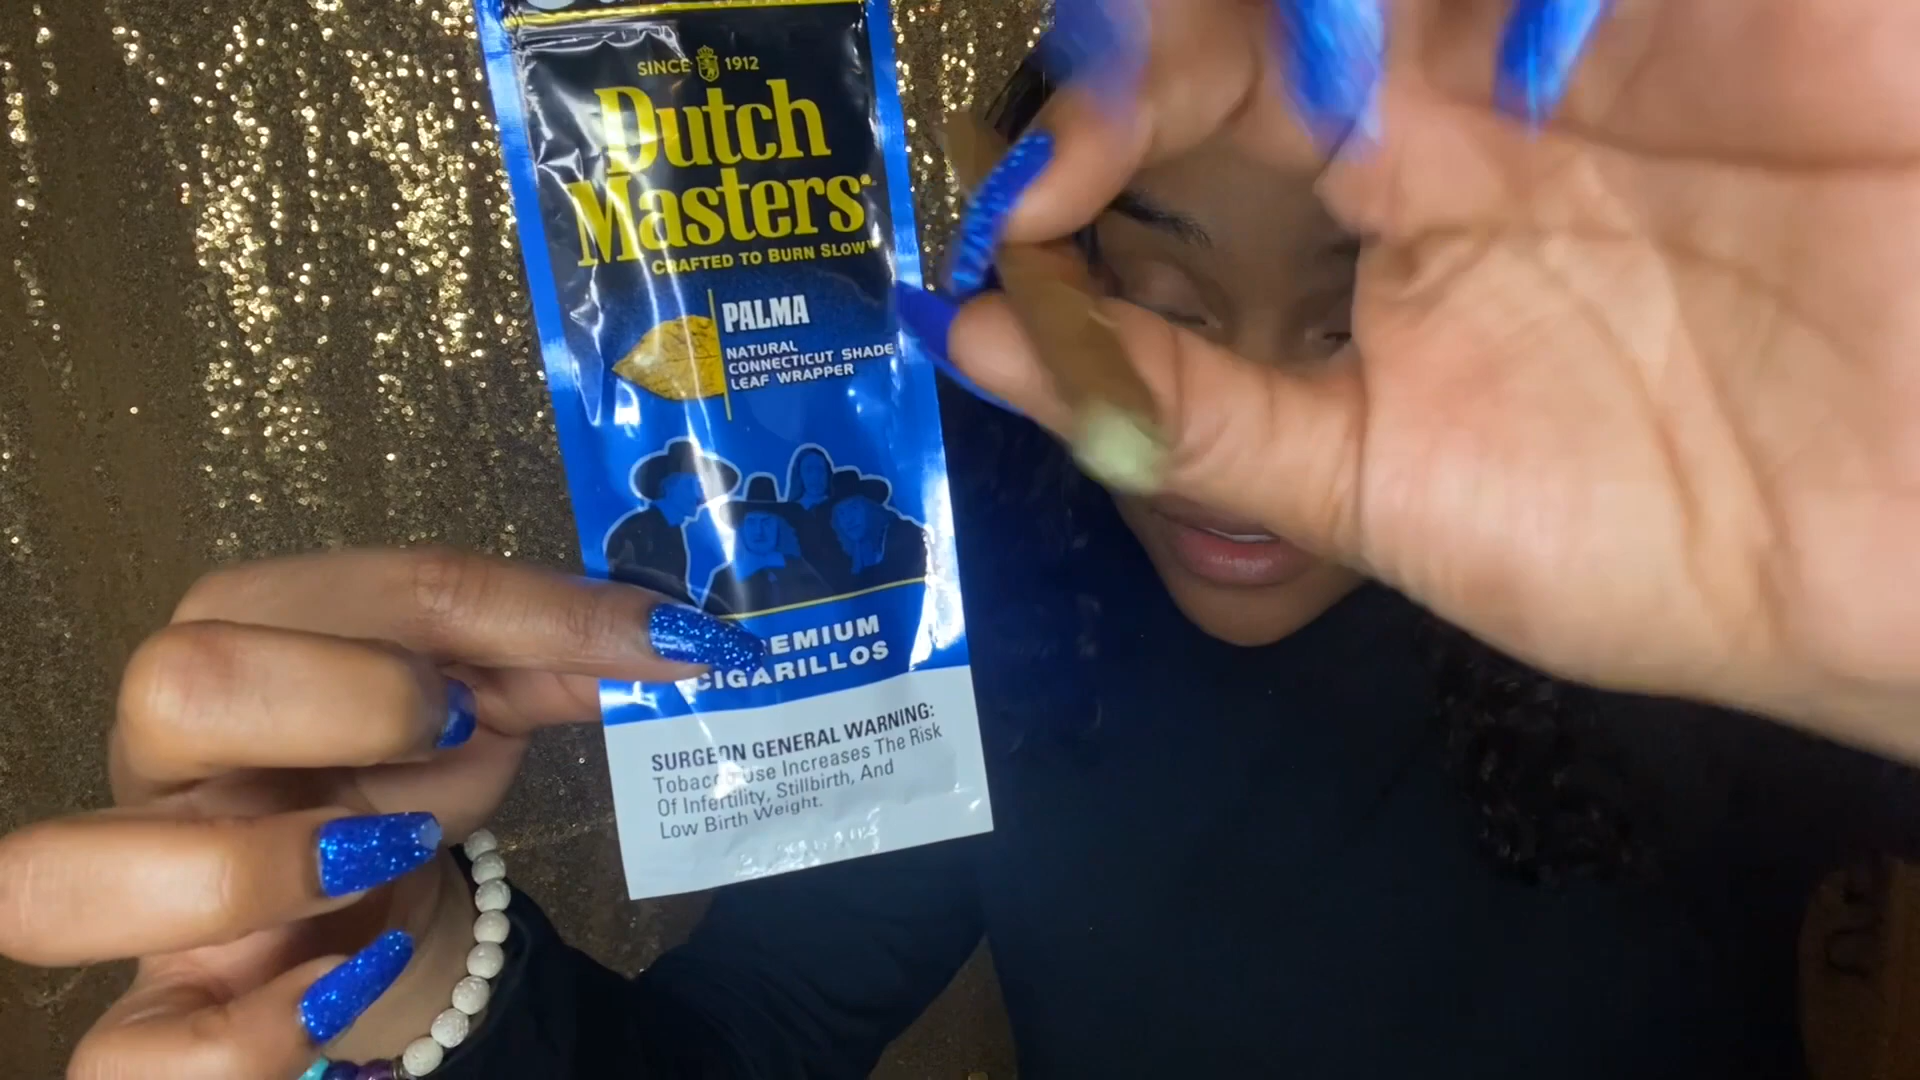 SINCE 1912
Dutch
Masters
CRAFTED TO BURN SLOW
PALMA
NATURAL
CONNECTICUT SHADE
LEAF WRAPPER
CIGARILLOS
SURGEON GENERAL WARNING:
Tobacco Use Increases The Risk
Of Infertility, Stillbirth, And
Low Birth Weight.